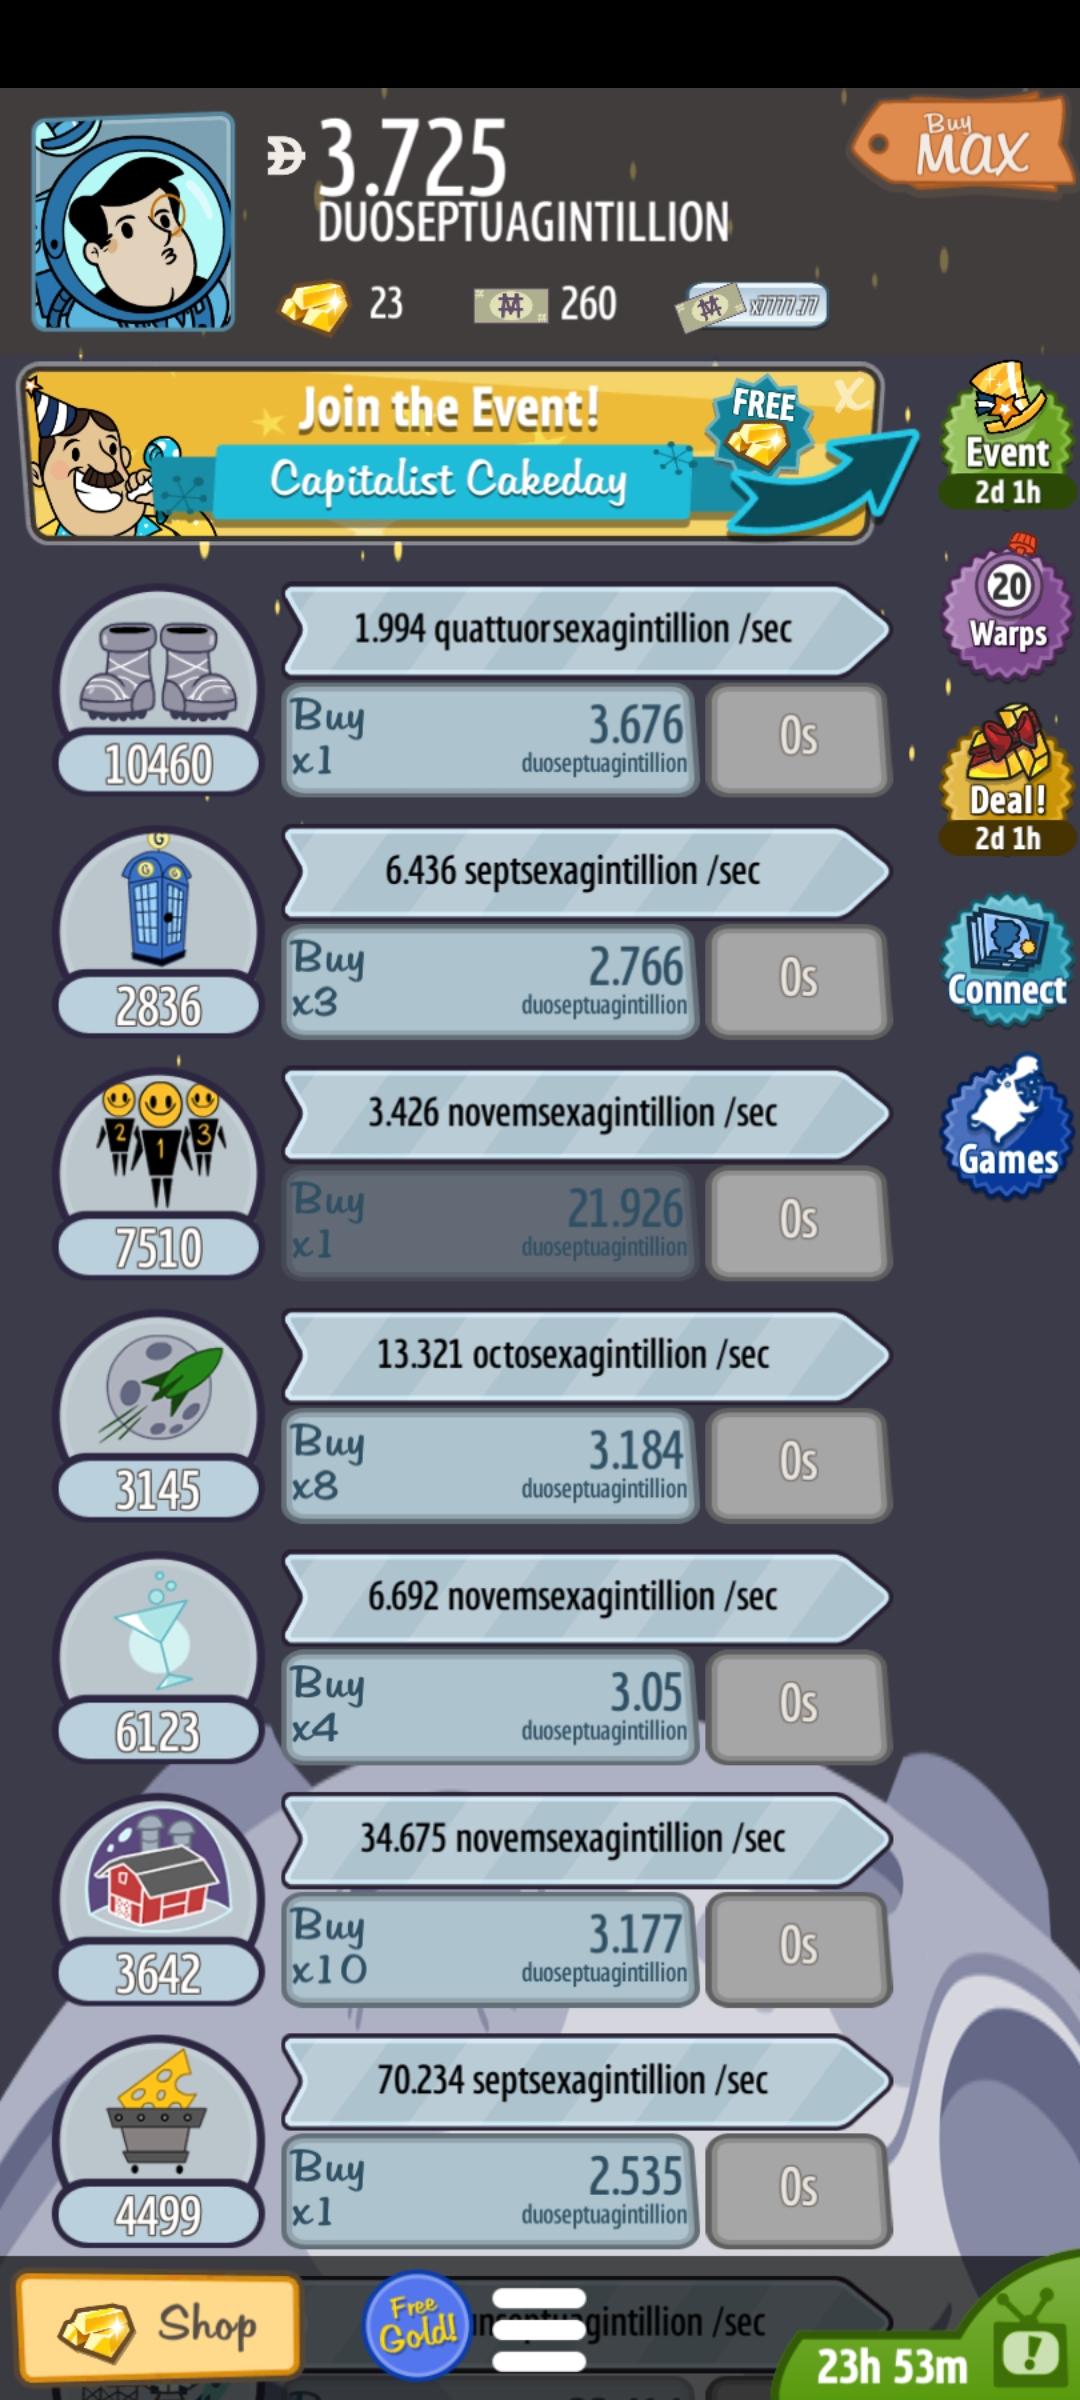 Buy
Max
3.725
DUOSEPTUAGINTILLION
23
260
x7777.77
Join the Event!
FREE
X
Capitalist Cakeday
Event
2d 1h
1.994 quattuorsexagintillion /sec
20
Warps
Buy
x1
3.676
duoseptuagintillion
0s
10460
Deal!
2d 1h
G
G G
6.436 septsexagintillion /sec
Buy
x3
2.766
duoseptuagintillion
0s
2836
Connect
2 1 3
3.426 novemsexagintillion /sec
Games
Buy
x1
21.926
duoseptuagintillion
0s
7510
13.321 octosexagintillion /sec
Buy
x8
3.184
duoseptuagintillion
0s
3145
6.692 novemsexagintillion /sec
Buy
x4
3.05
duoseptuagintillion
0s
6123
34.675 novemsexagintillion /sec
Buy
x10
3.177
duoseptuagintillion
0s
3642
70.234 septsexagintillion /sec
Buy
x1
2.535
duoseptuagintillion
0s
4499
Shop
Free
Gold!
/sec
!
23h 53m
Buy